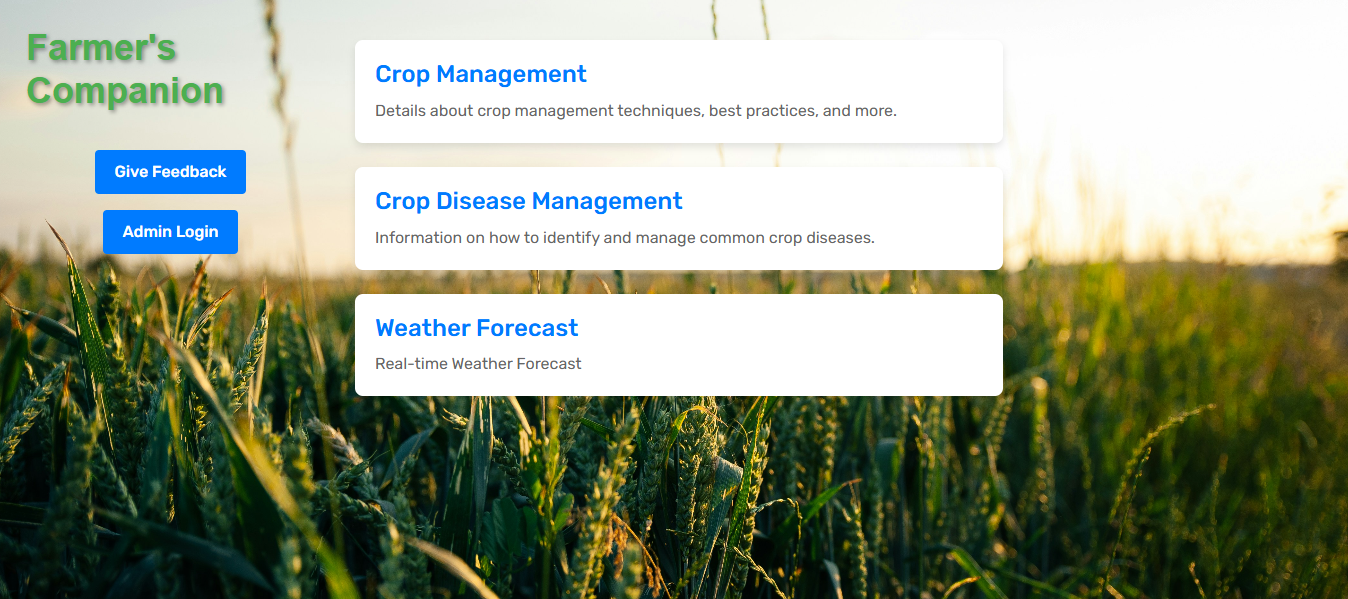 Farmer's
Companion
Give Feedback
Admin Login
Crop Management
Details about crop management techniques, best practices, and more.
Crop Disease Management
Information on how to identify and manage common crop diseases.
Weather Forecast
Real-time Weather Forecast